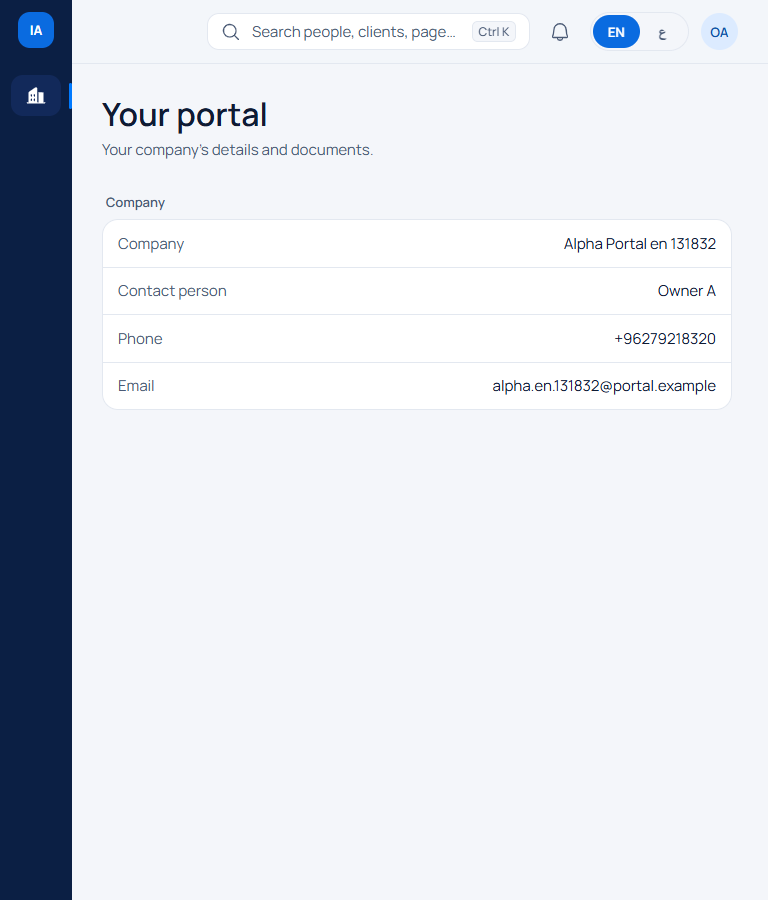 IA
Search people, clients, page...
Ctrl K
EN
ع
OA
Your portal
Your company's details and documents.
Company
Company
Alpha Portal en 131832
Contact person
Owner A
Phone
+96279218320
Email
alpha.en.131832@portal.example